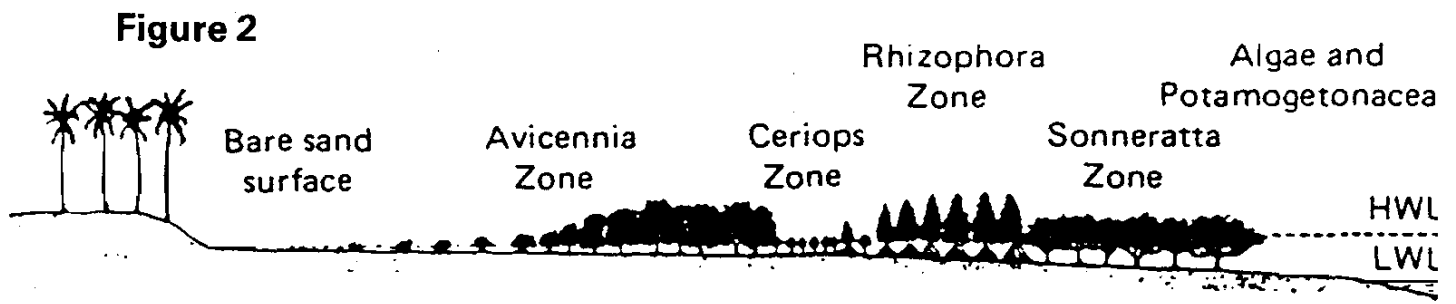 Figure 2
Bare sand
surface
Avicennia
Zone
Ceriops
Zone
Rhizophora
Zone
Sonneratta
Zone
Algae and
Potamogetonacea
HWL
LWL